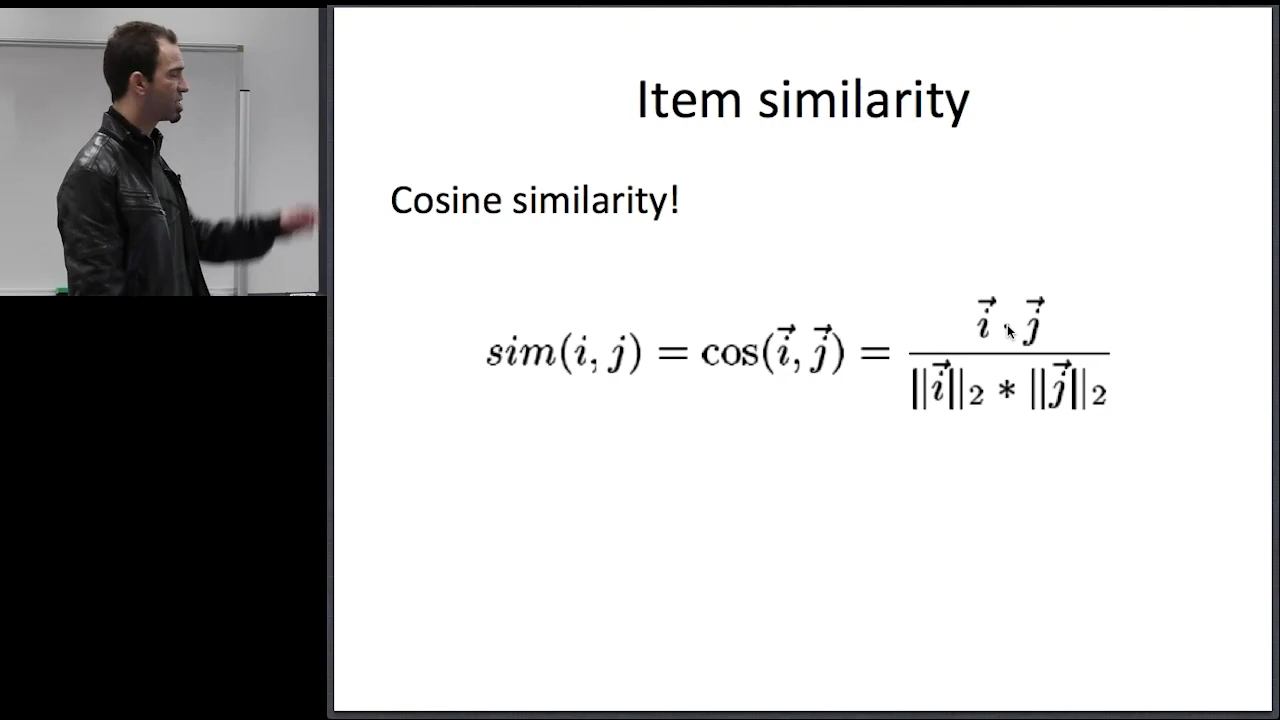 Item similarity
Cosine similarity!
sim(i, j) = cos(i⃗, j⃗) = i⃗ · j⃗ / ||i⃗||₂ * ||j⃗||₂